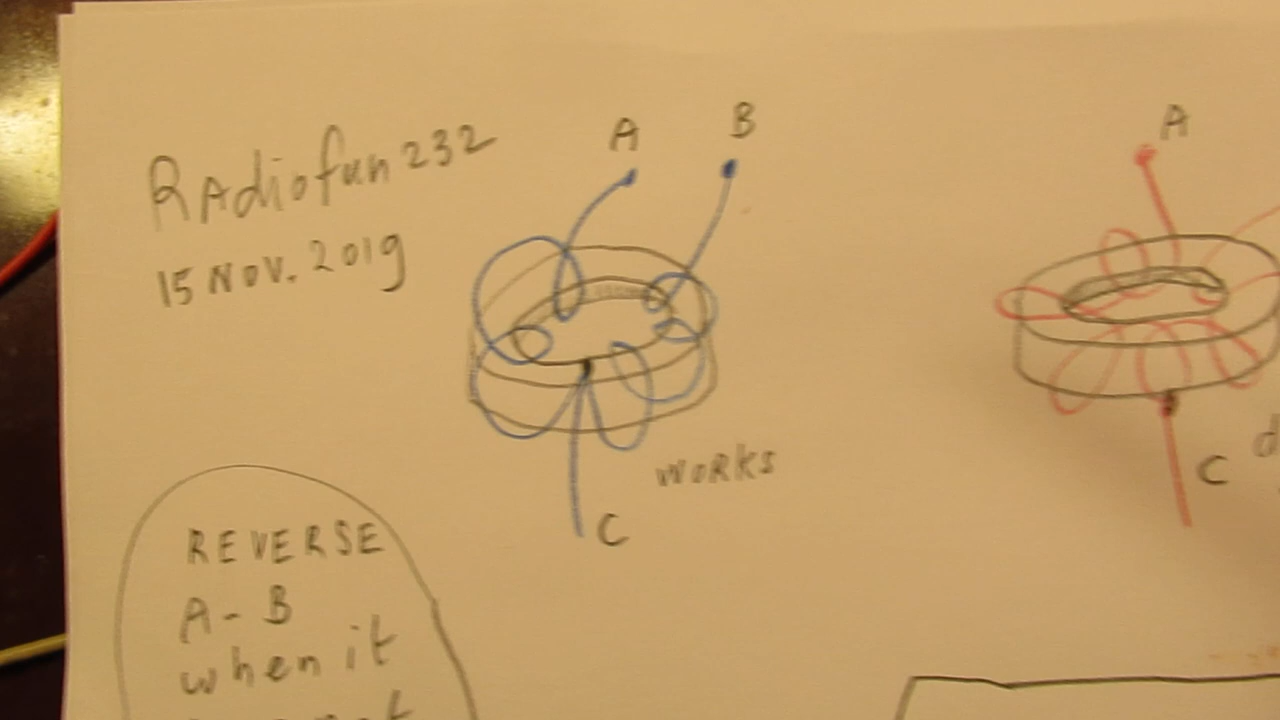 Radiofun232
15 Nov. 2019
A B
A
WORKS
C
C
REVERSE
A - B
when it